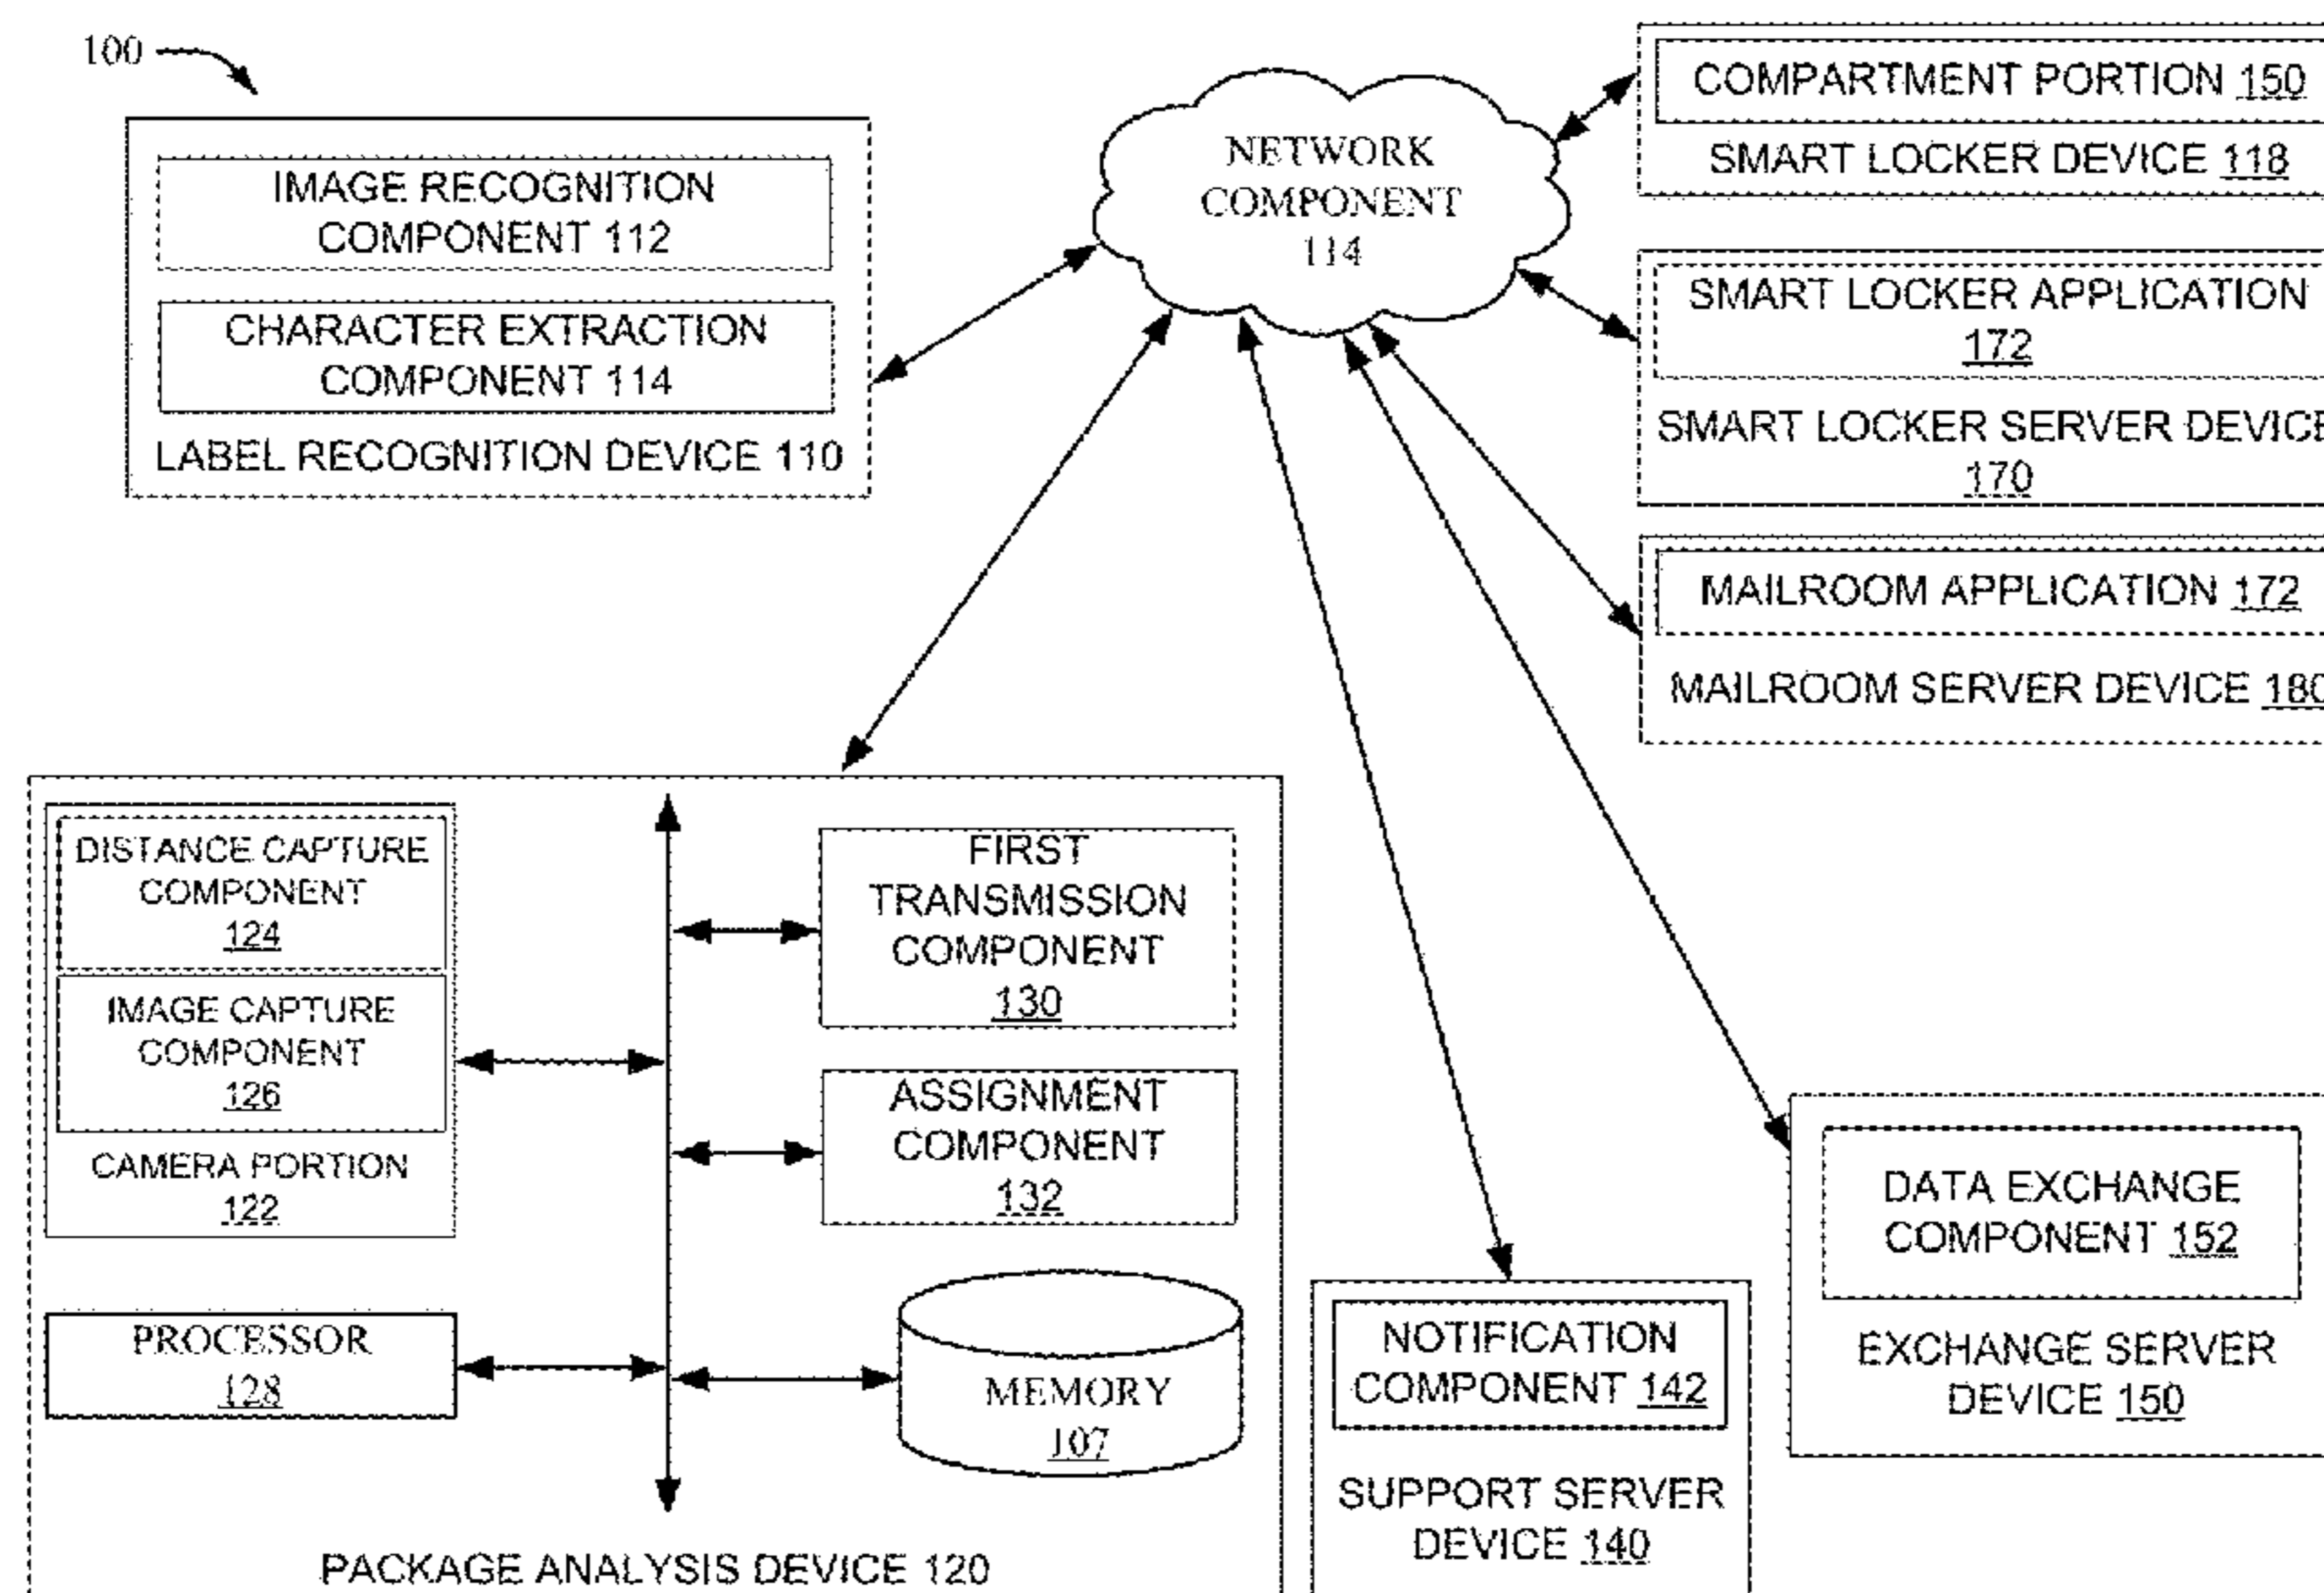 100
IMAGE RECOGNITION
COMPONENT 112
CHARACTER EXTRACTION
COMPONENT 114
LABEL RECOGNITION DEVICE 110
NETWORK
COMPONENT
114
COMPARTMENT PORTION 150
SMART LOCKER DEVICE 118
SMART LOCKER APPLICATION
172
SMART LOCKER SERVER DEVICE
170
MAILROOM APPLICATION 172
MAILROOM SERVER DEVICE 180
DISTANCE CAPTURE
COMPONENT
124
IMAGE CAPTURE
COMPONENT
126
CAMERA PORTION
122
PROCESSOR
128
FIRST
TRANSMISSION
COMPONENT
130
ASSIGNMENT
COMPONENT
132
MEMORY
107
PACKAGE ANALYSIS DEVICE 120
NOTIFICATION
COMPONENT 142
SUPPORT SERVER
DEVICE 140
DATA EXCHANGE
COMPONENT 152
EXCHANGE SERVER
DEVICE 150